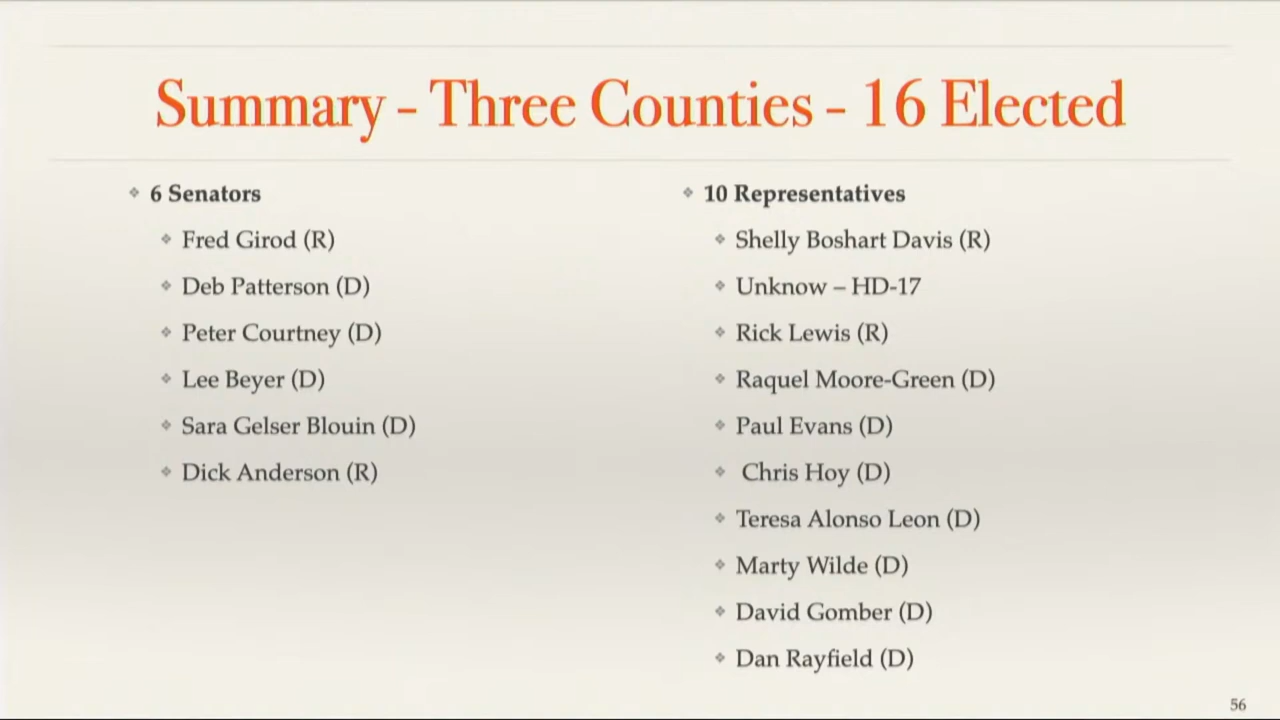 Summary - Three Counties - 16 Elected
6 Senators
Fred Girod (R)
Deb Patterson (D)
Peter Courtney (D)
Lee Beyer (D)
Sara Gelser Blouin (D)
Dick Anderson (R)
10 Representatives
Shelly Boshart Davis (R)
Unknow – HD-17
Rick Lewis (R)
Raquel Moore-Green (D)
Paul Evans (D)
Chris Hoy (D)
Teresa Alonso Leon (D)
Marty Wilde (D)
David Gomber (D)
Dan Rayfield (D)
56